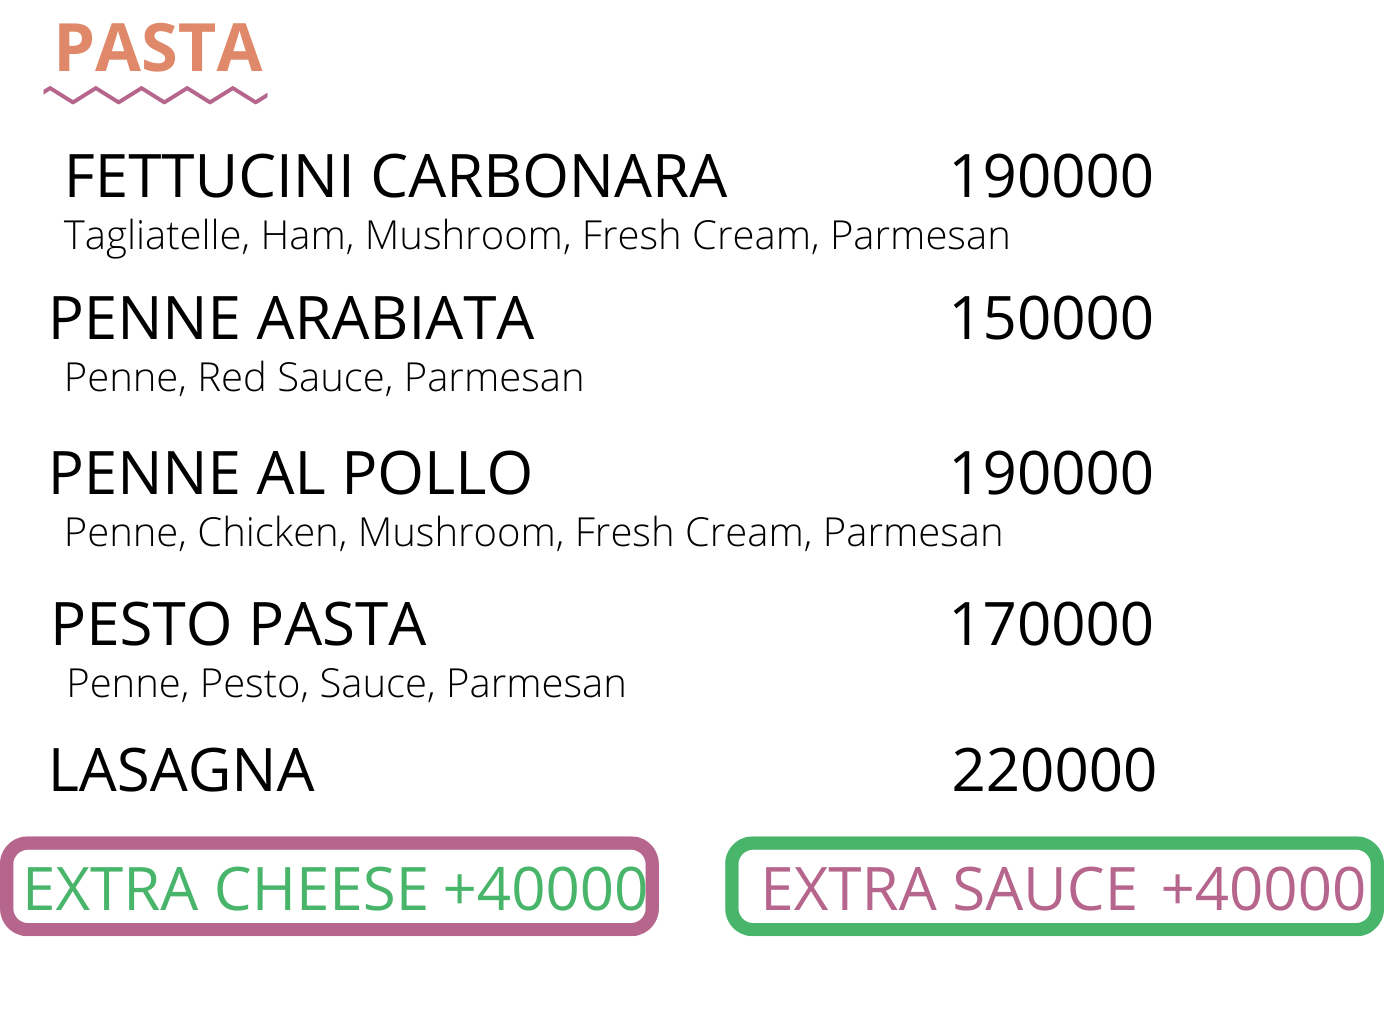 PASTA
FETTUCINI CARBONARA 190000
Tagliatelle, Ham, Mushroom, Fresh Cream, Parmesan
PENNE ARABIATA 150000
Penne, Red Sauce, Parmesan
PENNE AL POLLO 190000
Penne, Chicken, Mushroom, Fresh Cream, Parmesan
PESTO PASTA 170000
Penne, Pesto, Sauce, Parmesan
LASAGNA 220000
EXTRA CHEESE +40000 EXTRA SAUCE +40000